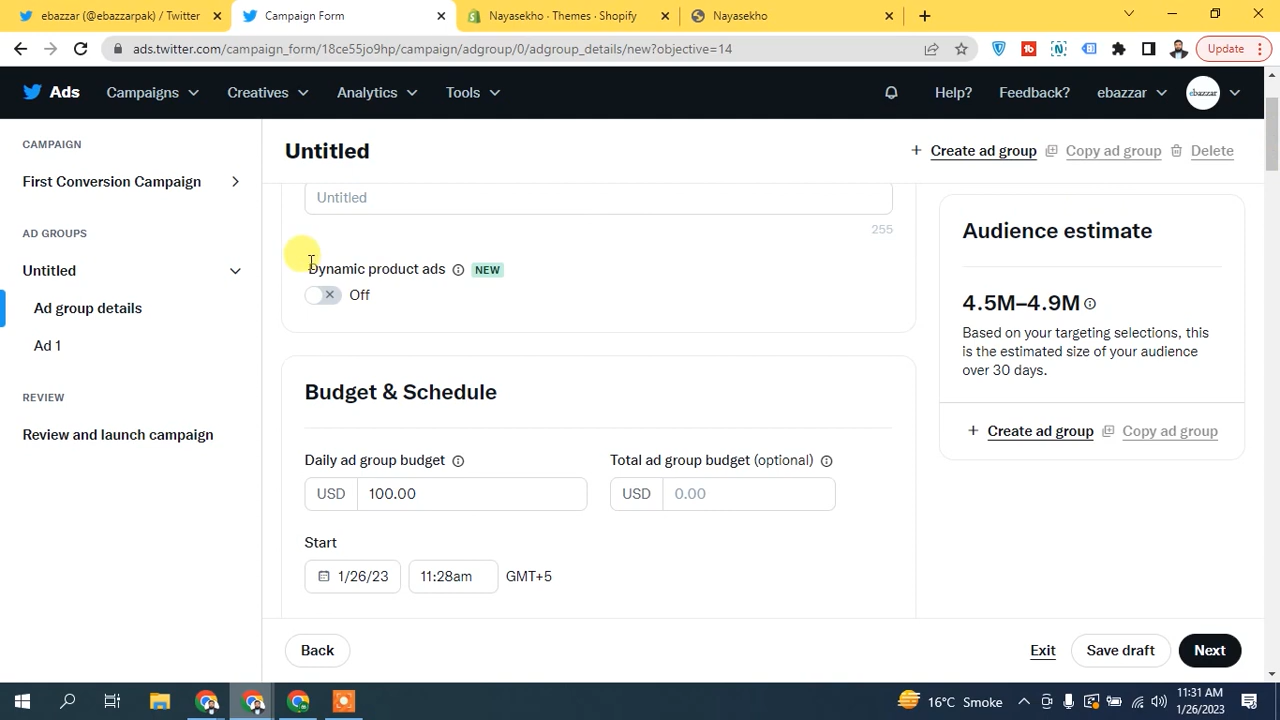 ebazzar (@ebazzarpak) / Twitter
Campaign Form
Nayasekho · Themes · Shopify
Nayasekho
ads.twitter.com/campaign_form/18ce55jo9hp/campaign/adgroup/0/adgroup_details/new?objective=14
Update
Ads
Campaigns
Creatives
Analytics
Tools
Help?
Feedback?
ebazzar
ebazzar
CAMPAIGN
First Conversion Campaign
AD GROUPS
Untitled
Ad group details
Ad 1
REVIEW
Review and launch campaign
Untitled
Create ad group
Copy ad group
Delete
Untitled
255
Dynamic product ads
NEW
Off
Budget & Schedule
Daily ad group budget
Total ad group budget (optional)
USD 100.00
USD 0.00
Start
1/26/23
11:28am
GMT+5
Audience estimate
4.5M–4.9M
Based on your targeting selections, this
is the estimated size of your audience
over 30 days.
Create ad group
Copy ad group
Back
Exit
Save draft
Next
16°C Smoke
11:31 AM
1/26/2023